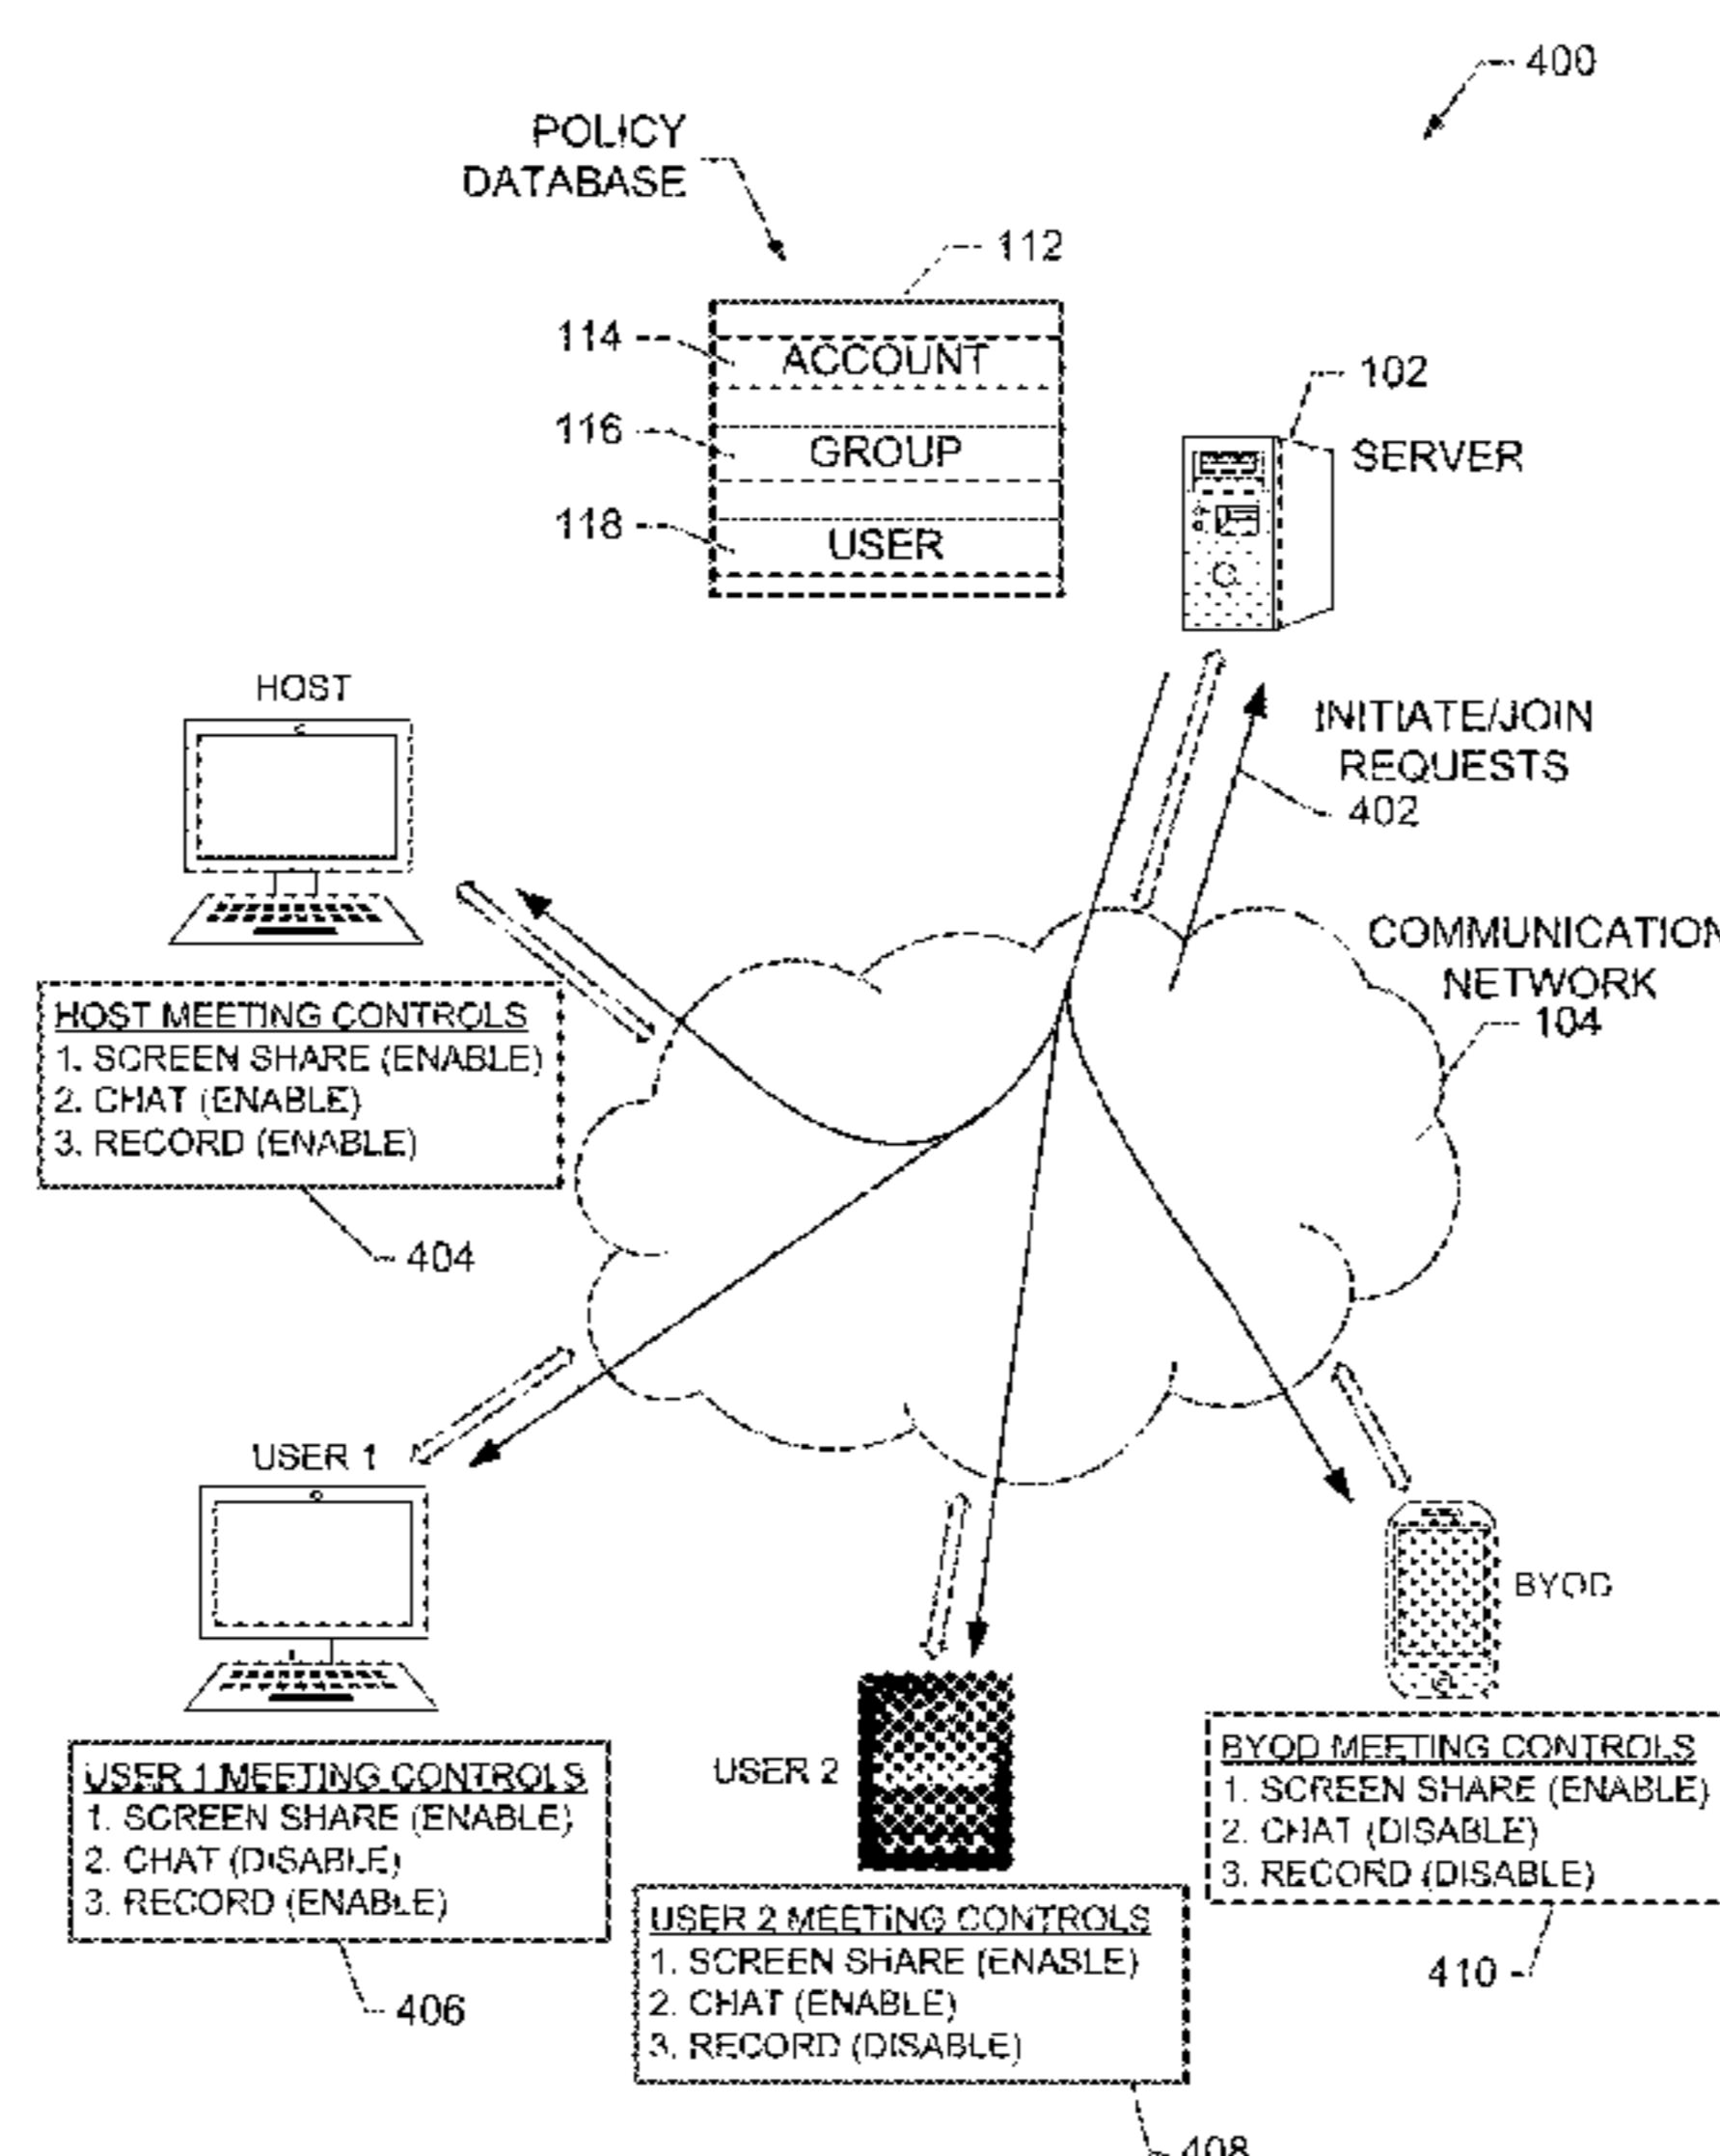 400
POLICY
DATABASE
112
114
ACCOUNT
116
GROUP
118
USER
102
SERVER
HOST
INITIATE/JOIN
REQUESTS
402
COMMUNICATION
NETWORK
104
HOST MEETING CONTROLS
1. SCREEN SHARE (ENABLE)
2. CHAT (ENABLE)
3. RECORD (ENABLE)
404
USER 1
BYOD
USER 1 MEETING CONTROLS
1. SCREEN SHARE (ENABLE)
2. CHAT (DISABLE)
3. RECORD (ENABLE)
406
USER 2
USER 2 MEETING CONTROLS
1. SCREEN SHARE (ENABLE)
2. CHAT (ENABLE)
3. RECORD (DISABLE)
408
BYOD MEETING CONTROLS
1. SCREEN SHARE (ENABLE)
2. CHAT (DISABLE)
3. RECORD (DISABLE)
410